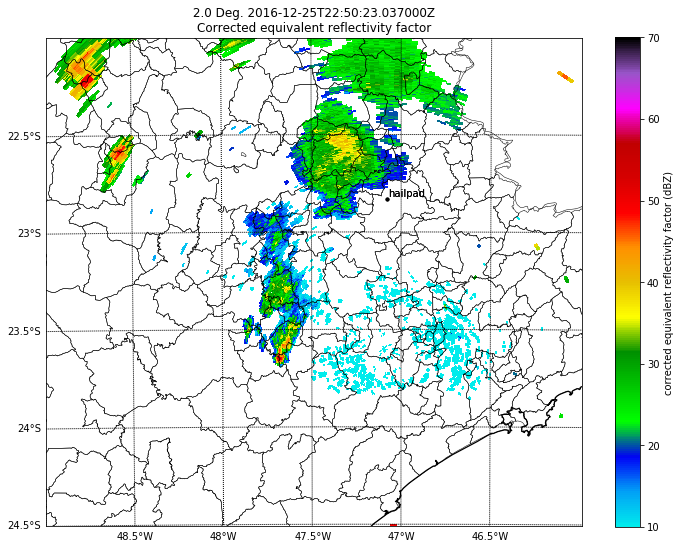 2.0 Deg. 2016-12-25T22:50:23.037000Z
Corrected equivalent reflectivity factor
70
60
50
40
30
20
10
corrected equivalent reflectivity factor (dBZ)
22.5°S
23°S
23.5°S
24°S
24.5°S
hailpad
48.5°W
48°W
47.5°W
47°W
46.5°W